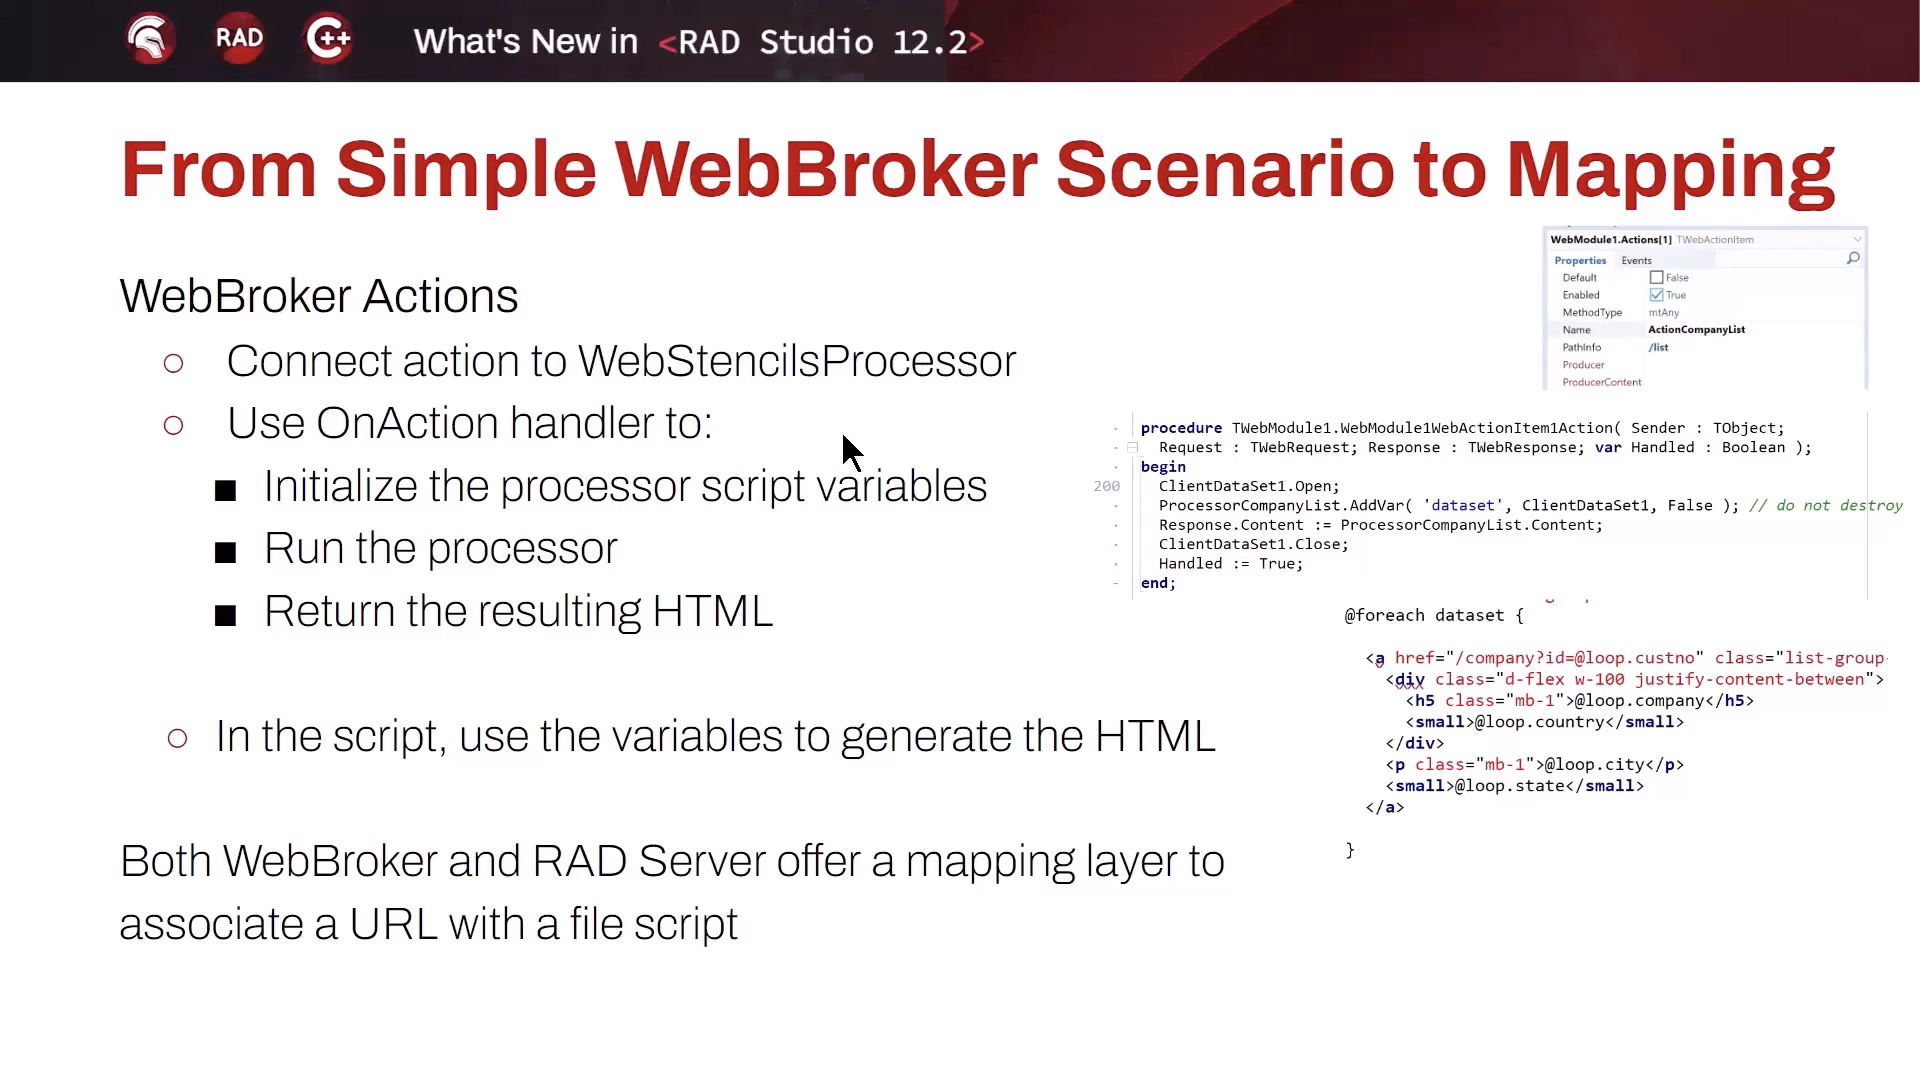 RAD C++ What's New in <RAD Studio 12.2>
From Simple WebBroker Scenario to Mapping
WebBroker Actions
○ Connect action to WebStencilsProcessor
○ Use OnAction handler to:
■ Initialize the processor script variables
■ Run the processor
■ Return the resulting HTML
○ In the script, use the variables to generate the HTML
Both WebBroker and RAD Server offer a mapping layer to
associate a URL with a file script
WebModule1.Actions[1] TWebActionItem
Properties Events
Default False
Enabled True
MethodType mtAny
Name ActionCompanyList
PathInfo /list
Producer
ProducerContent
procedure TWebModule1.WebModule1WebActionItem1Action( Sender : TObject;
Request : TWebRequest; Response : TWebResponse; var Handled : Boolean );
begin
200 ClientDataSet1.Open;
ProcessorCompanyList.AddVar( 'dataset', ClientDataSet1, False ); // do not destroy
Response.Content := ProcessorCompanyList.Content;
ClientDataSet1.Close;
Handled := True;
end;
@foreach dataset {
<a href="/company?id=@loop.custno" class="list-group-
<div class="d-flex w-100 justify-content-between">
<h5 class="mb-1">@loop.company</h5>
<small>@loop.country</small>
</div>
<p class="mb-1">@loop.city</p>
<small>@loop.state</small>
</a>
}